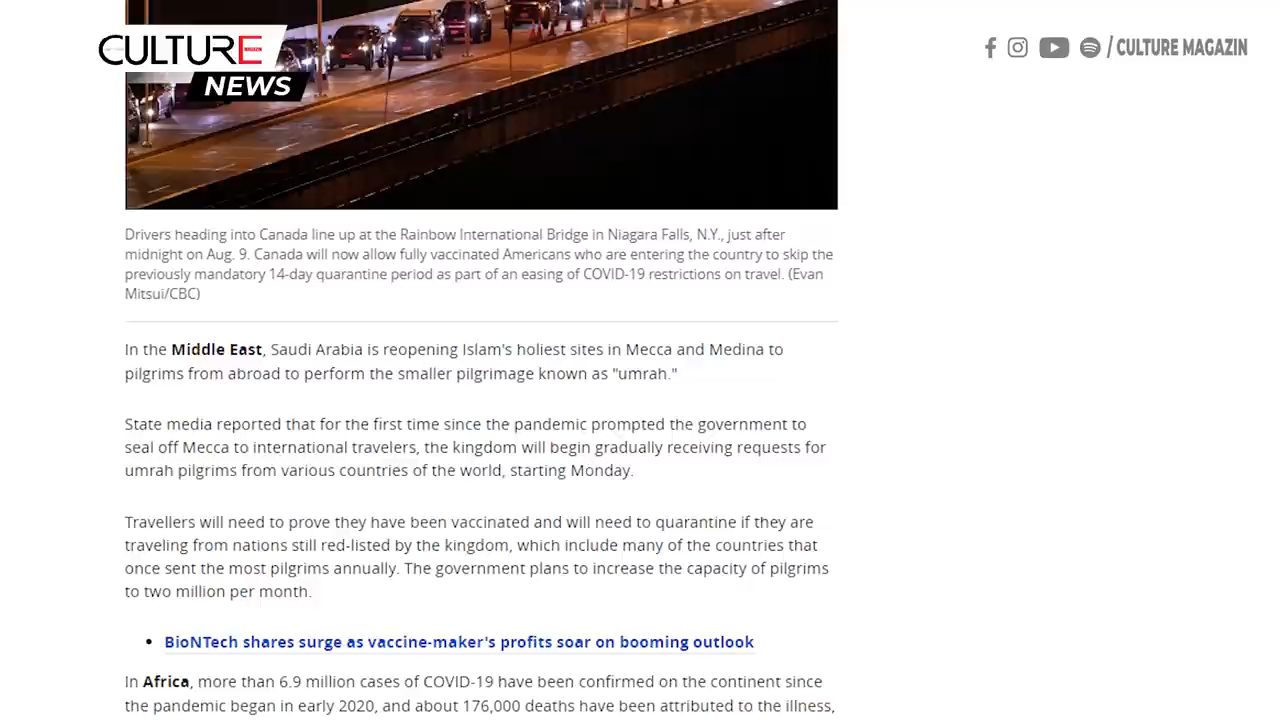 CULTURE
NEWS
/ CULTURE MAGAZIN
Drivers heading into Canada line up at the Rainbow International Bridge in Niagara Falls, N.Y., just after
midnight on Aug. 9. Canada will now allow fully vaccinated Americans who are entering the country to skip the
previously mandatory 14-day quarantine period as part of an easing of COVID-19 restrictions on travel. (Evan
Mitsui/CBC)
In the Middle East, Saudi Arabia is reopening Islam's holiest sites in Mecca and Medina to
pilgrims from abroad to perform the smaller pilgrimage known as "umrah."
State media reported that for the first time since the pandemic prompted the government to
seal off Mecca to international travelers, the kingdom will begin gradually receiving requests for
umrah pilgrims from various countries of the world, starting Monday.
Travellers will need to prove they have been vaccinated and will need to quarantine if they are
traveling from nations still red-listed by the kingdom, which include many of the countries that
once sent the most pilgrims annually. The government plans to increase the capacity of pilgrims
to two million per month.
• BioNTech shares surge as vaccine-maker's profits soar on booming outlook
In Africa, more than 6.9 million cases of COVID-19 have been confirmed on the continent since
the pandemic began in early 2020, and about 176,000 deaths have been attributed to the illness,